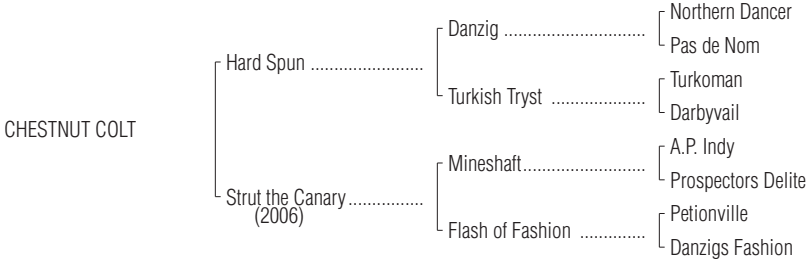 Northern Dancer
Danzig ..............................
Pas de Nom
Hard Spun ........................
Turkoman
Turkish Tryst ....................
Darbyvail
CHESTNUT COLT
A.P. Indy
Mineshaft..........................
Prospectors Delite
Strut the Canary................
(2006)
Petionville
Flash of Fashion ..............
Danzigs Fashion